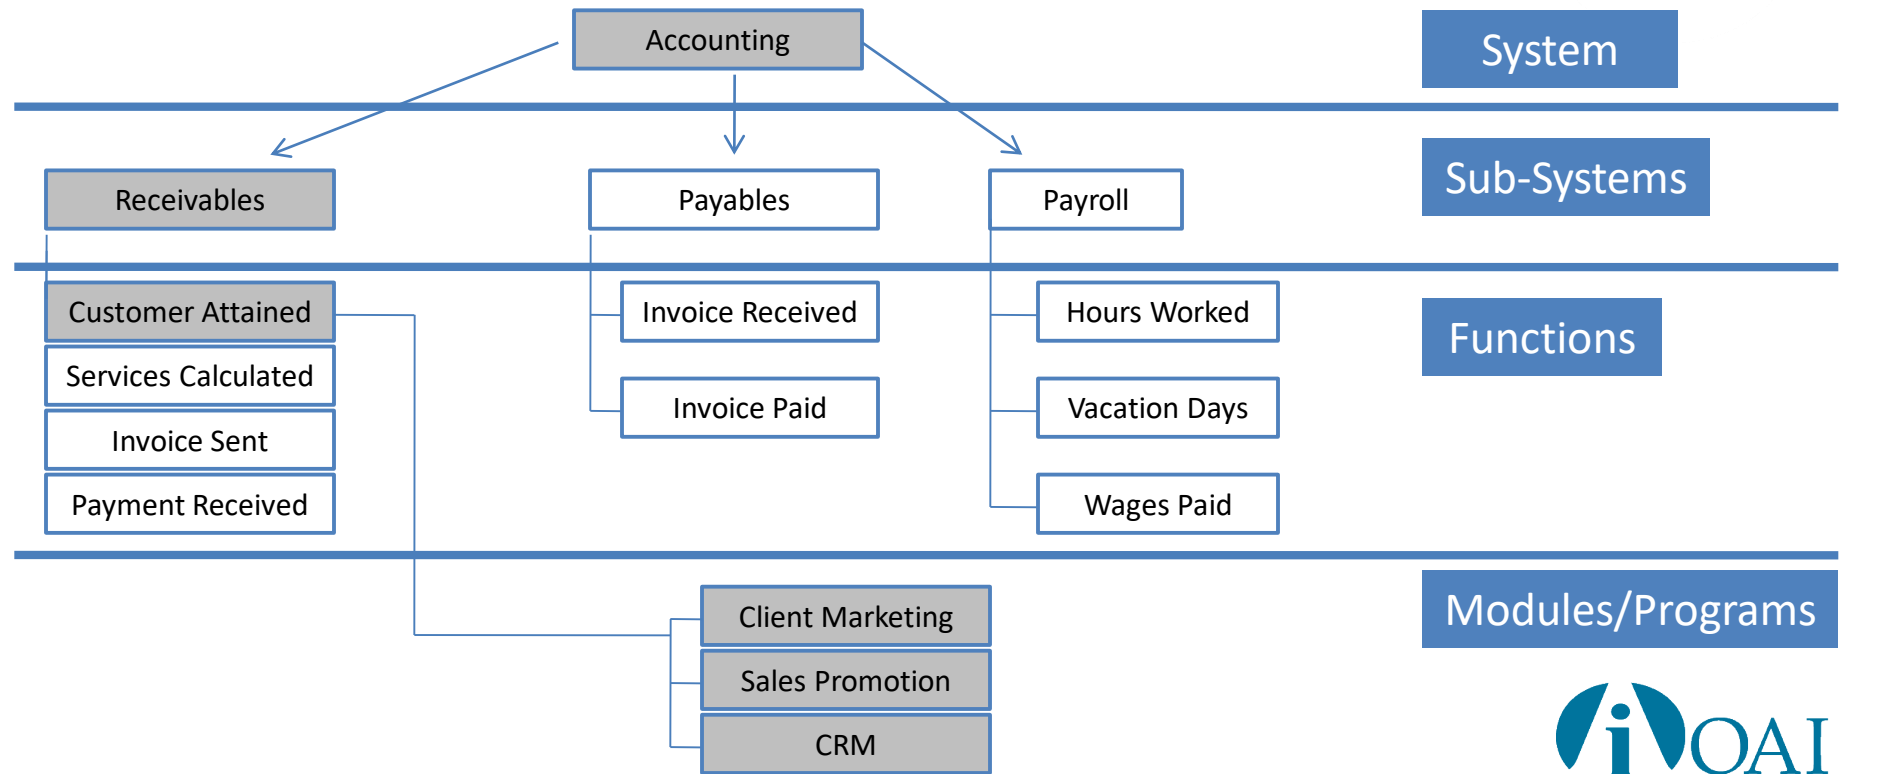 Accounting
System
Receivables
Payables
Payroll
Sub-Systems
Customer Attained
Services Calculated
Invoice Sent
Payment Received
Invoice Received
Invoice Paid
Hours Worked
Vacation Days
Wages Paid
Functions
Client Marketing
Sales Promotion
CRM
Modules/Programs
i OAI